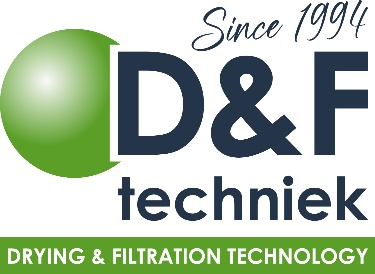 Since 1994
D&F
techniek
DRYING & FILTRATION TECHNOLOGY